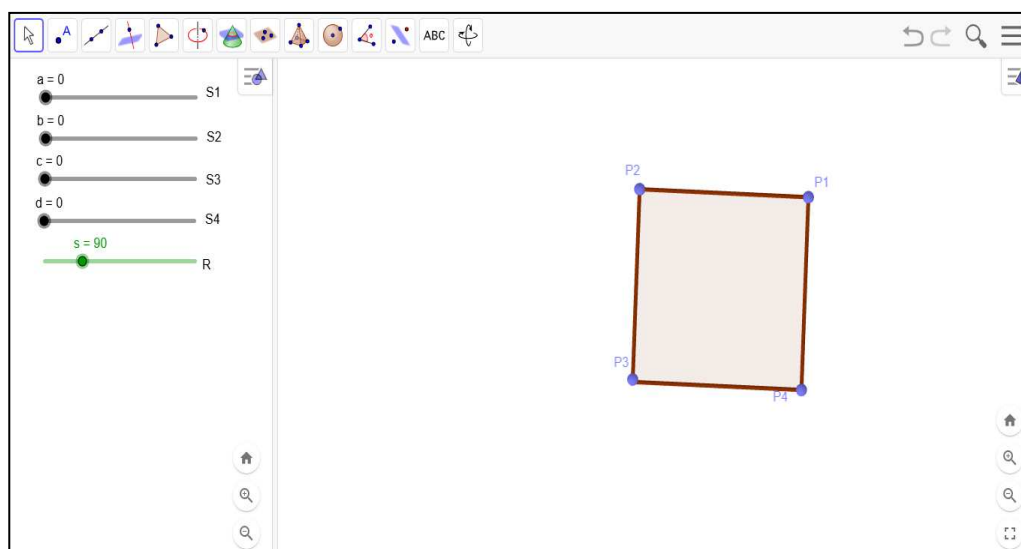 A
ABC
a = 0
S1
b = 0
S2
c = 0
S3
d = 0
S4
s = 90
R
P2
P1
P3
P4